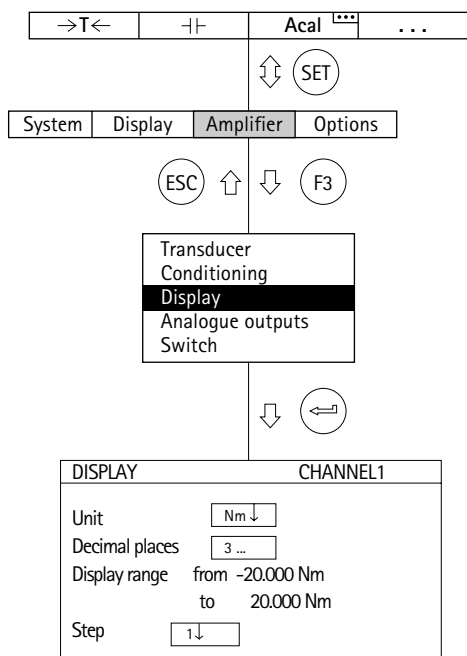 →T← ⊣⊢ Acal ...
SET
System Display Amplifier Options
ESC F3
Transducer
Conditioning
Display
Analogue outputs
Switch
DISPLAY CHANNEL1
Unit Nm↓
Decimal places 3 ...
Display range from -20.000 Nm
to 20.000 Nm
Step 1↓